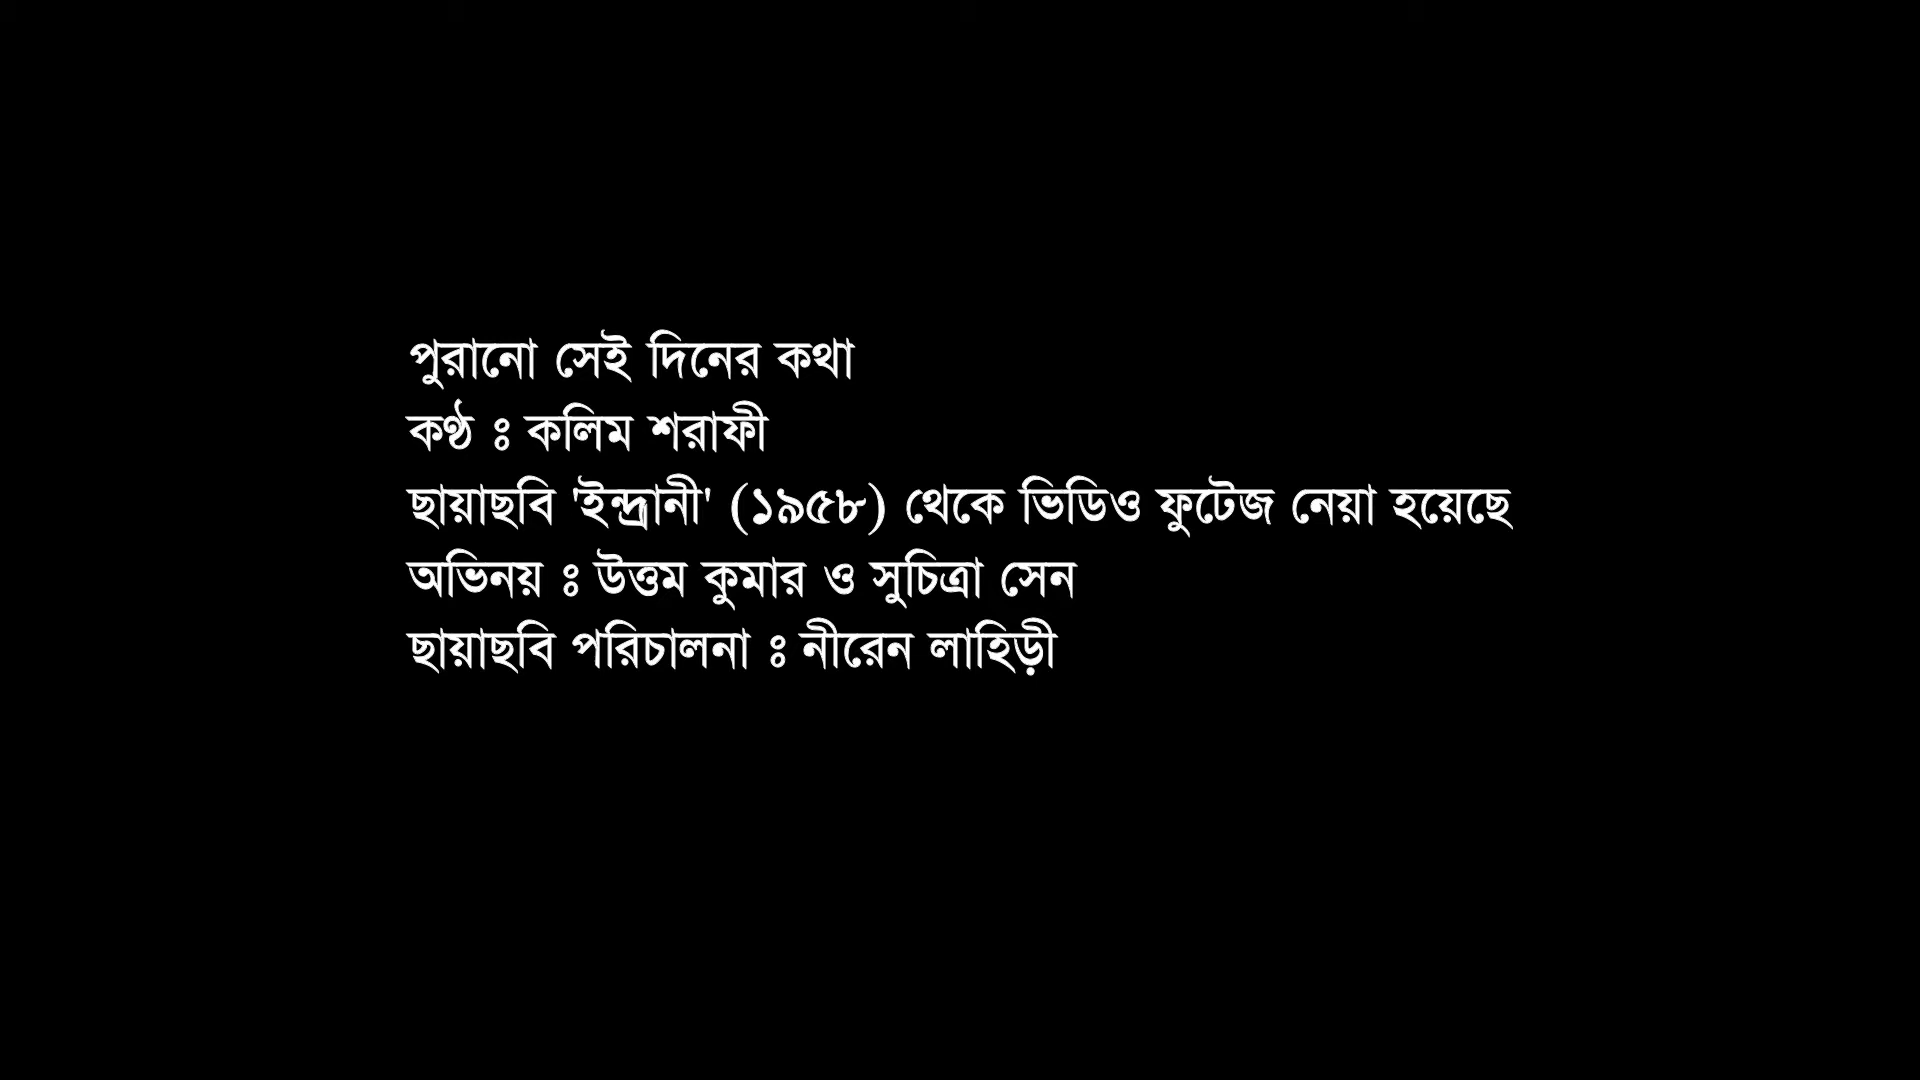 পুরানো সেই দিনের কথা
কণ্ঠ ঃ কলিম শরাফী
ছায়াছবি 'ইন্দ্রানী' (১৯৫৮) থেকে ভিডিও ফুটেজ নেয়া হয়েছে
অভিনয় ঃ উত্তম কুমার ও সুচিত্রা সেন
ছায়াছবি পরিচালনা ঃ নীরেন লাহিড়ী